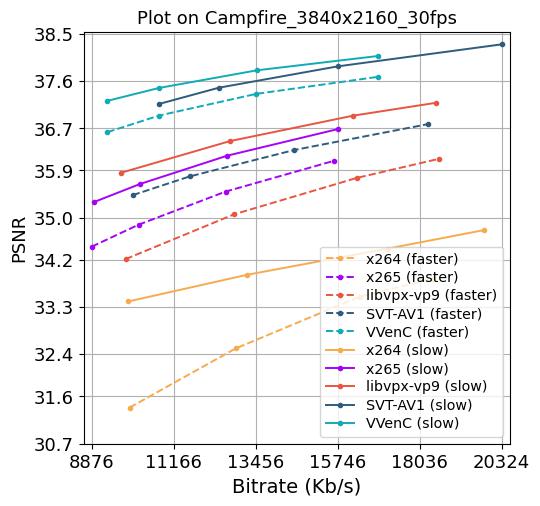 Plot on Campfire_3840x2160_30fps
38.5
37.6
36.7
35.9
35.0
34.2
33.3
32.4
31.6
30.7
PSNR
x264 (faster)
x265 (faster)
libvpx-vp9 (faster)
SVT-AV1 (faster)
VVenC (faster)
x264 (slow)
x265 (slow)
libvpx-vp9 (slow)
SVT-AV1 (slow)
VVenC (slow)
8876 11166 13456 15746 18036 20324
Bitrate (Kb/s)